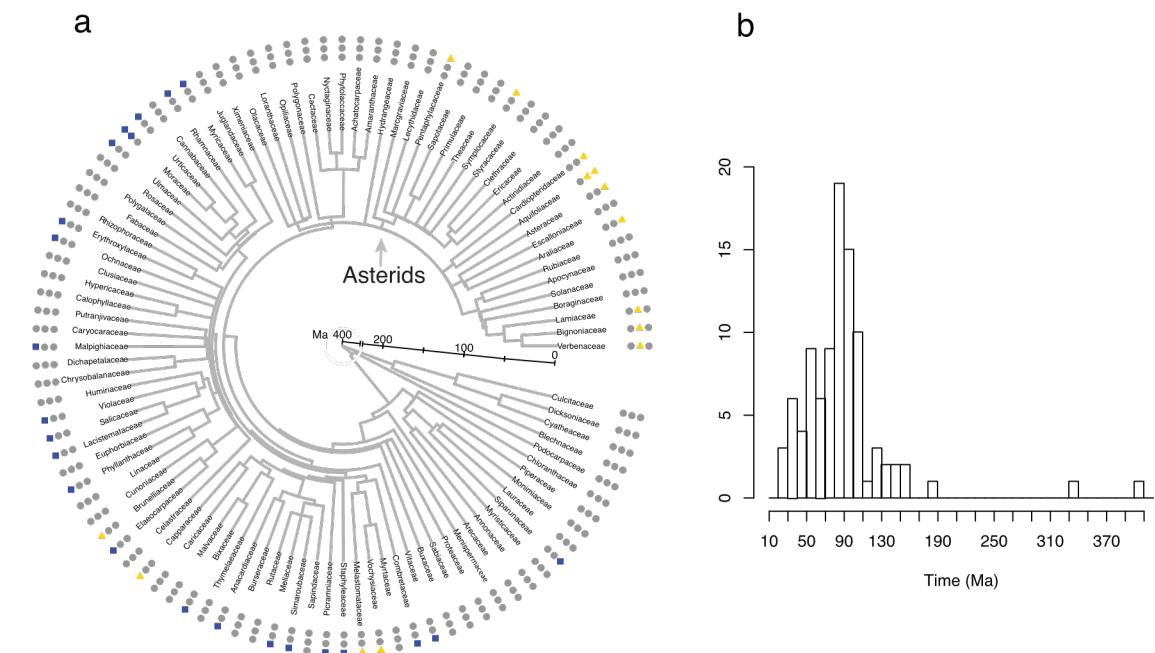 a
b
Phytolaccaceae
Achatocarpaceae
Amaranthaceae
Hydrangeaceae
Marcgraviaceae
Lecythidaceae
Pentaphylacaceae
Sapotaceae
Primulaceae
Theaceae
Symplocaceae
Styracaceae
Clethraceae
Ericaceae
Actinidiaceae
Cardiopteridaceae
Aquifoliaceae
Asteraceae
Escalloniaceae
Araliaceae
Rubiaceae
Apocynaceae
Solanaceae
Boraginaceae
Lamiaceae
Bignoniaceae
Verbenaceae
Culcitaceae
Dicksoniaceae
Cyatheaceae
Blechnaceae
Podocarpaceae
Chloranthaceae
Piperaceae
Monimiaceae
Lauraceae
Siparunaceae
Myristicaceae
Annonaceae
Arecaceae
Menispermaceae
Proteaceae
Sabiaceae
Buxaceae
Vitaceae
Combretaceae
Myrtaceae
Vochysiaceae
Melastomataceae
Staphyleaceae
Picramniaceae
Sapindaceae
Simaroubaceae
Meliaceae
Rutaceae
Burseraceae
Anacardiaceae
Thymelaeaceae
Bixaceae
Malvaceae
Caricaceae
Capparaceae
Celastraceae
Elaeocarpaceae
Brunelliaceae
Cunoniaceae
Linaceae
Phyllanthaceae
Euphorbiaceae
Lacistemataceae
Salicaceae
Violaceae
Humiriaceae
Chrysobalanaceae
Dichapetalaceae
Malpighiaceae
Caryocaraceae
Putranjivaceae
Calophyllaceae
Hypericaceae
Clusiaceae
Ochnaceae
Erythroxylaceae
Rhizophoraceae
Fabaceae
Polygalaceae
Rosaceae
Ulmaceae
Moraceae
Urticaceae
Cannabaceae
Rhamnaceae
Myricaceae
Juglandaceae
Ximeniaceae
Olacaceae
Loranthaceae
Opiliaceae
Polygonaceae
Cactaceae
Nyctaginaceae
Asterids
Ma 400 200 100 0
20
15
10
5
0
10 50 90 130 190 250 310 370
Time (Ma)